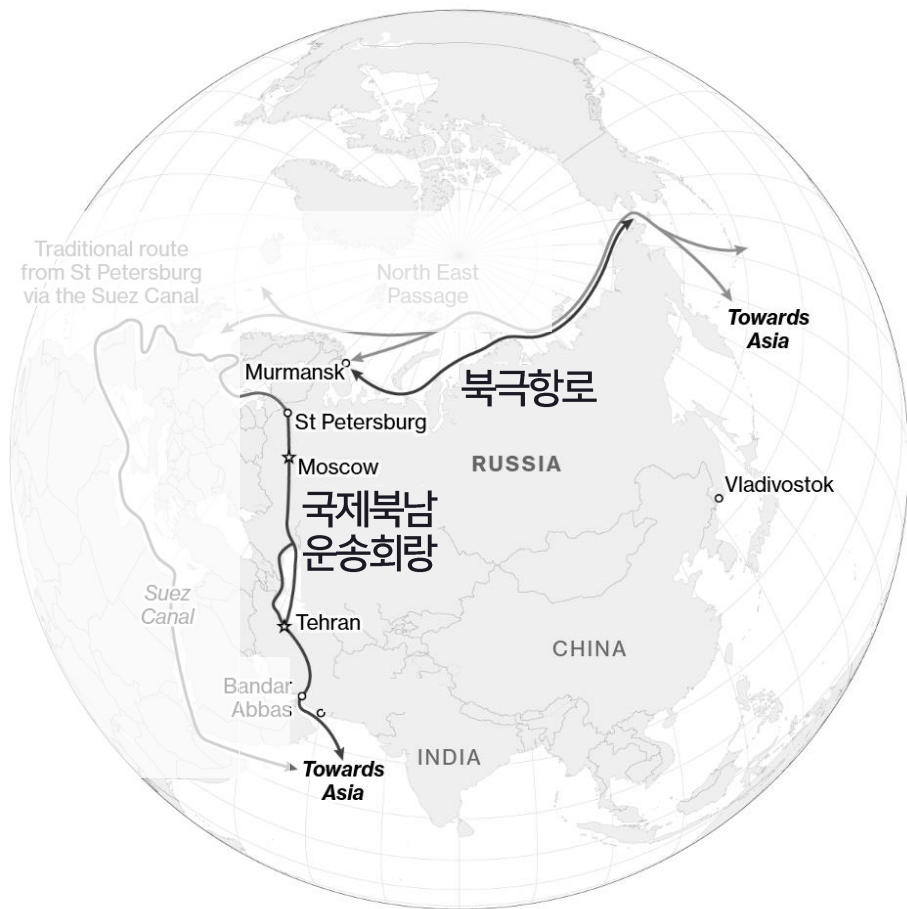 Traditional route
from St Petersburg
via the Suez Canal
North East
Passage
Towards
Asia
Murmansk
북극항로
St Petersburg
Moscow
RUSSIA
Vladivostok
국제북남
운송회랑
Suez
Canal
Tehran
CHINA
Bandar
Abbas
INDIA
Towards
Asia